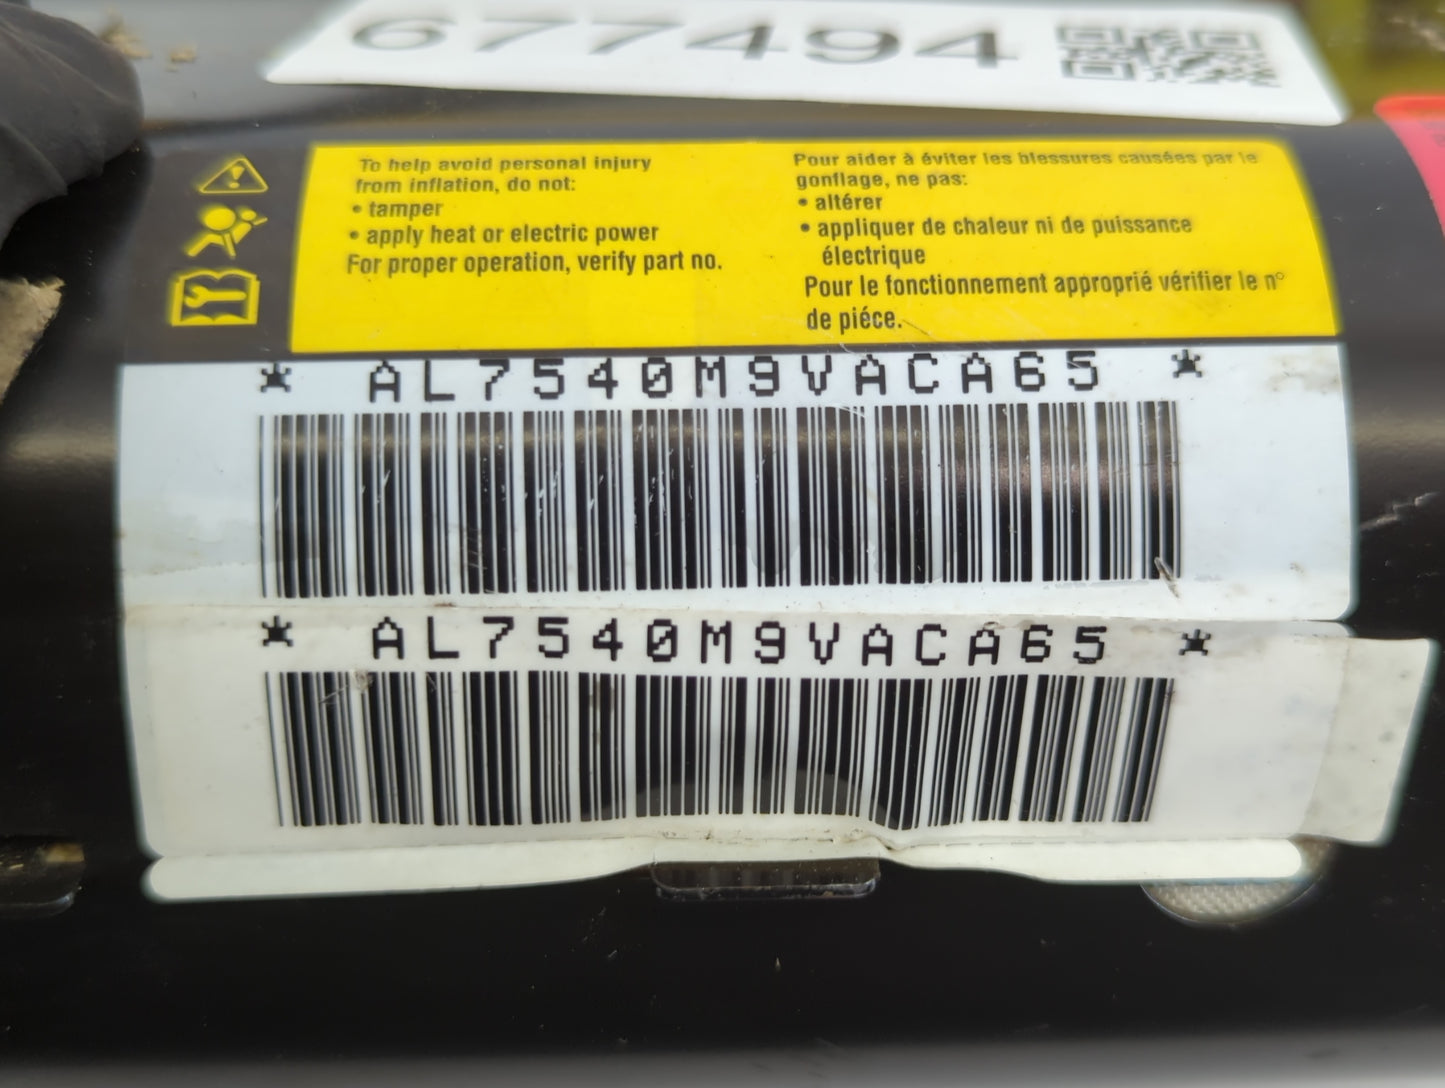 677494
To help avoid personal injury
from inflation, do not:
• tamper
• apply heat or electric power
For proper operation, verify part no.
Pour aider à éviter les blessures causées par le
gonflage, ne pas:
• altérer
• appliquer de chaleur ni de puissance
électrique
Pour le fonctionnement approprié vérifier le n°
de piéce.
* AL7540M9VACA65 *
* AL7540M9VACA65 *